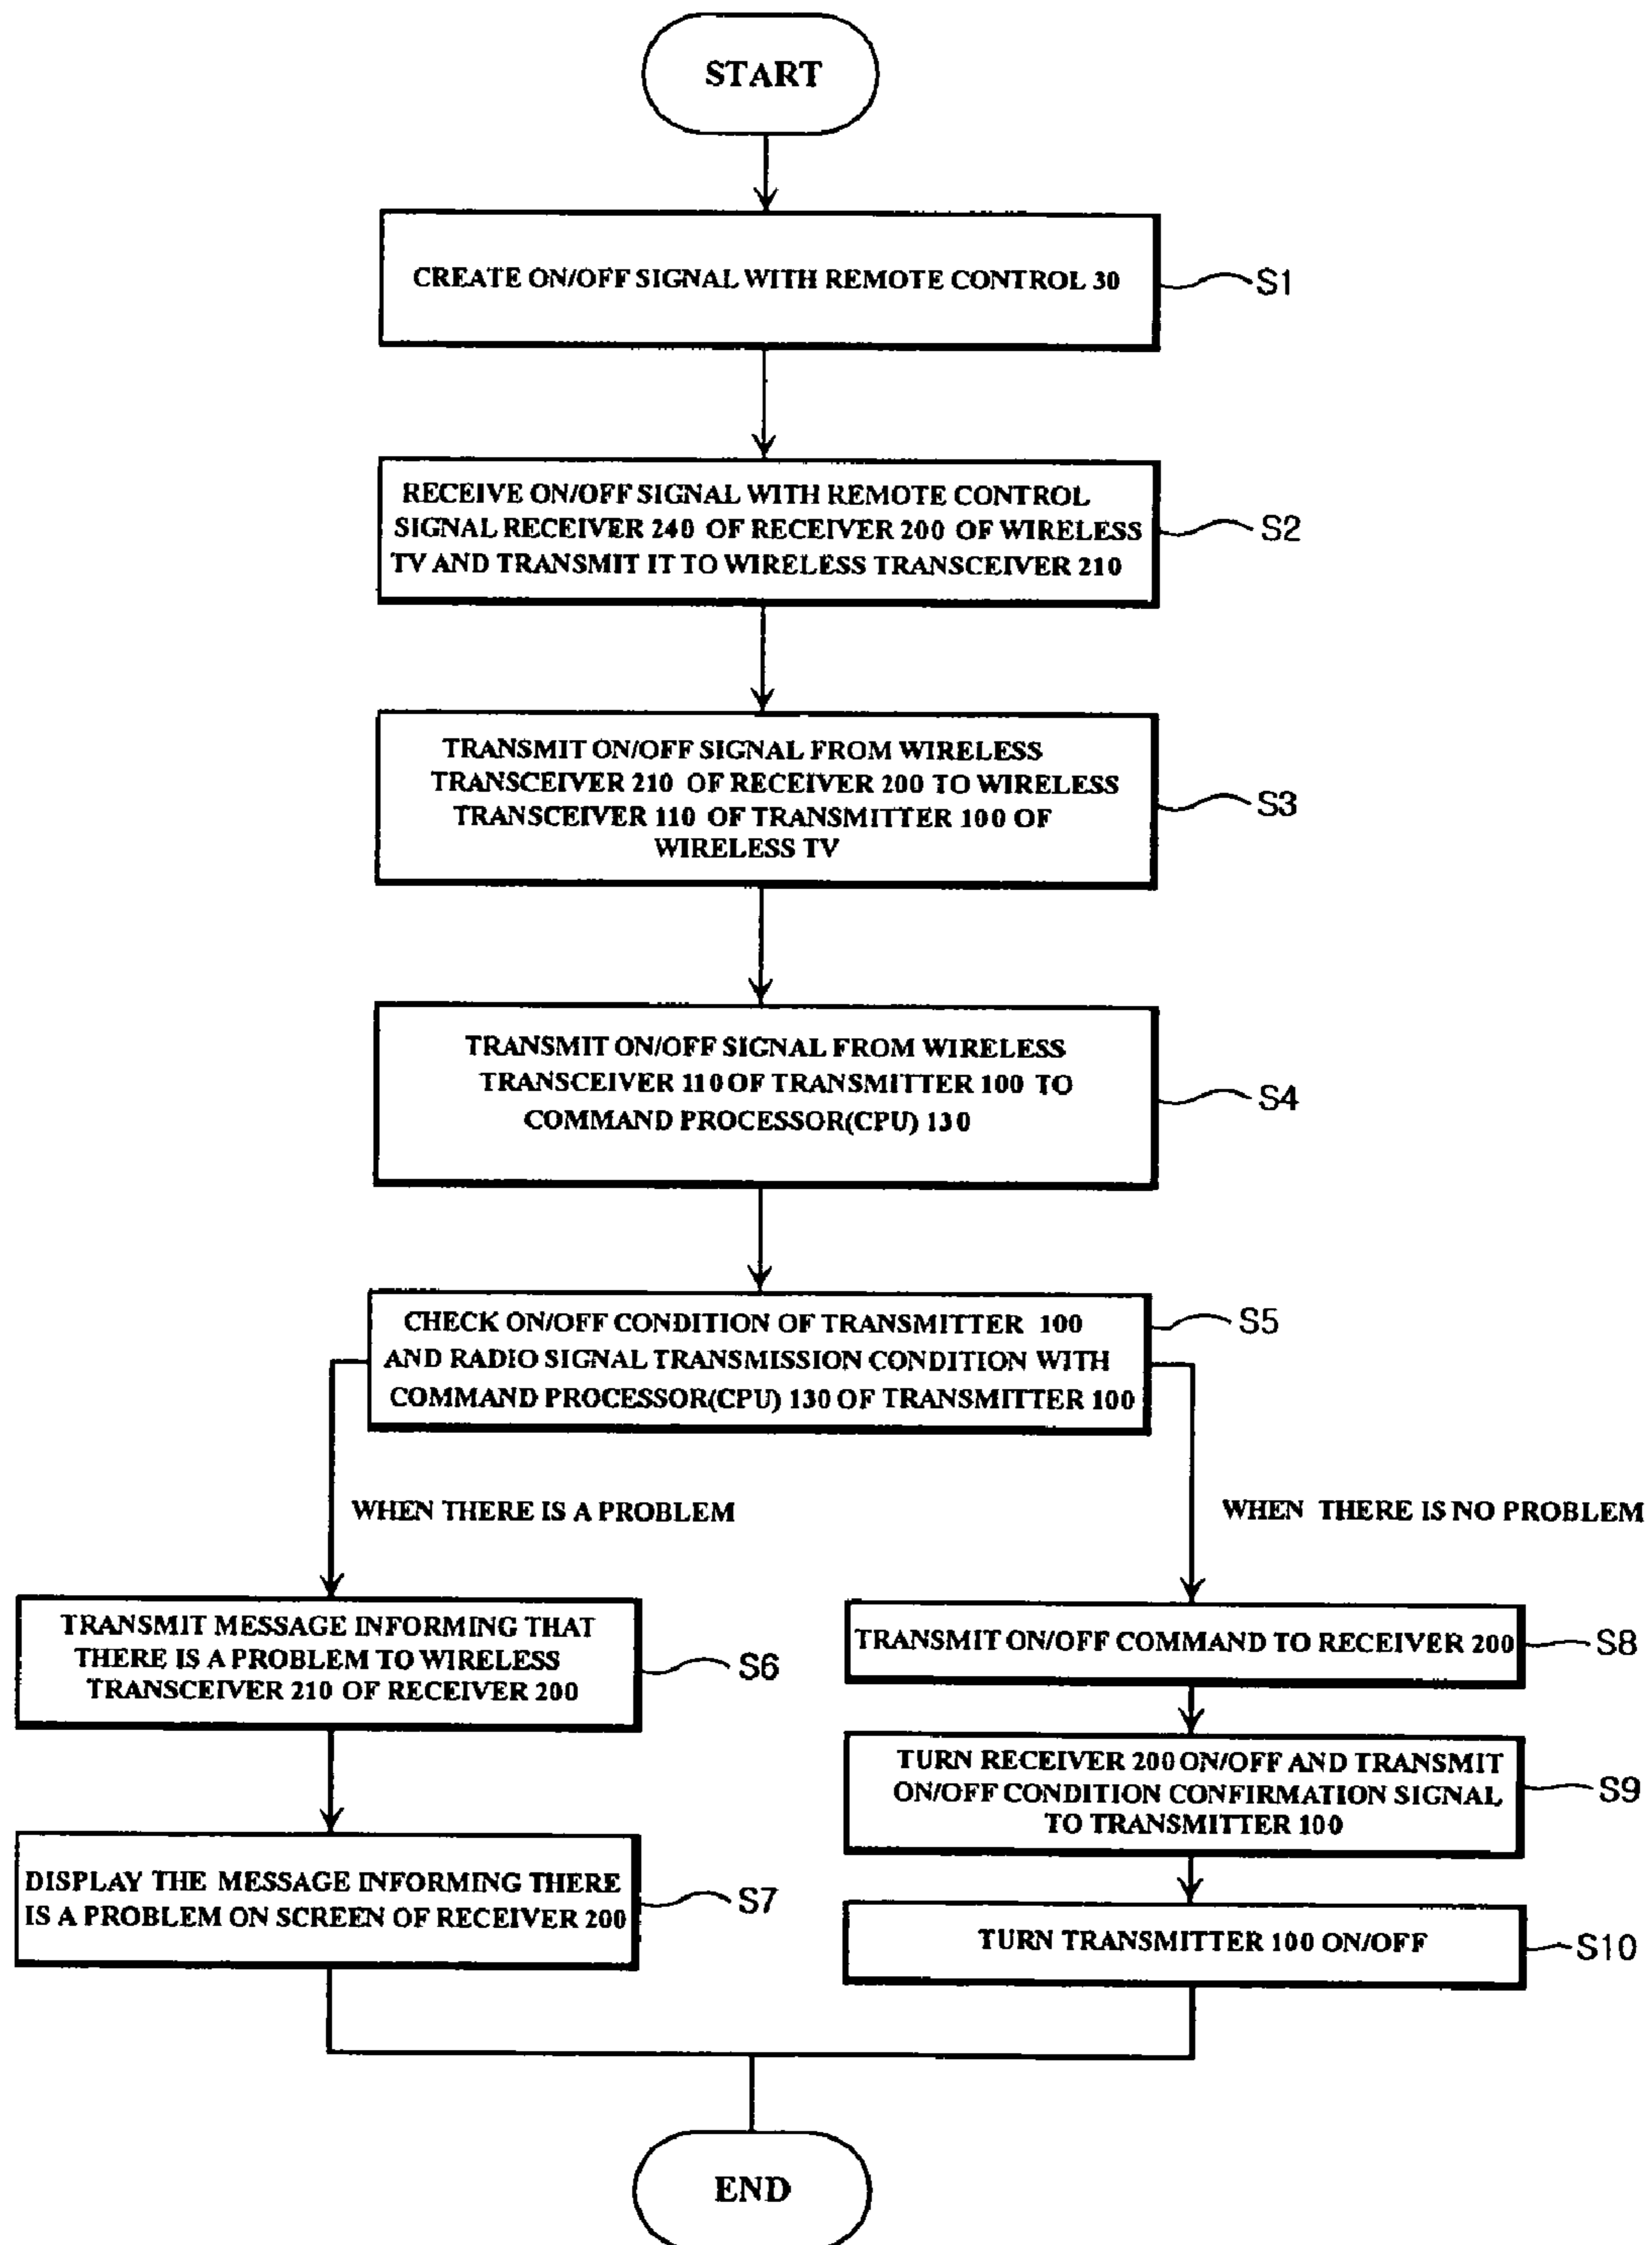 START
CREATE ON/OFF SIGNAL WITH REMOTE CONTROL 30
S1
RECEIVE ON/OFF SIGNAL WITH REMOTE CONTROL
SIGNAL RECEIVER 240 OF RECEIVER 200 OF WIRELESS
TV AND TRANSMIT IT TO WIRELESS TRANSCEIVER 210
S2
TRANSMIT ON/OFF SIGNAL FROM WIRELESS
TRANSCEIVER 210 OF RECEIVER 200 TO WIRELESS
TRANSCEIVER 110 OF TRANSMITTER 100 OF
WIRELESS TV
S3
TRANSMIT ON/OFF SIGNAL FROM WIRELESS
TRANSCEIVER 110 OF TRANSMITTER 100 TO
COMMAND PROCESSOR(CPU) 130
S4
CHECK ON/OFF CONDITION OF TRANSMITTER 100
AND RADIO SIGNAL TRANSMISSION CONDITION WITH
COMMAND PROCESSOR(CPU) 130 OF TRANSMITTER 100
S5
WHEN THERE IS A PROBLEM
WHEN THERE IS NO PROBLEM
TRANSMIT MESSAGE INFORMING THAT
THERE IS A PROBLEM TO WIRELESS
TRANSCEIVER 210 OF RECEIVER 200
S6
DISPLAY THE MESSAGE INFORMING THERE
IS A PROBLEM ON SCREEN OF RECEIVER 200
S7
TRANSMIT ON/OFF COMMAND TO RECEIVER 200
S8
TURN RECEIVER 200 ON/OFF AND TRANSMIT
ON/OFF CONDITION CONFIRMATION SIGNAL
TO TRANSMITTER 100
S9
TURN TRANSMITTER 100 ON/OFF
S10
END